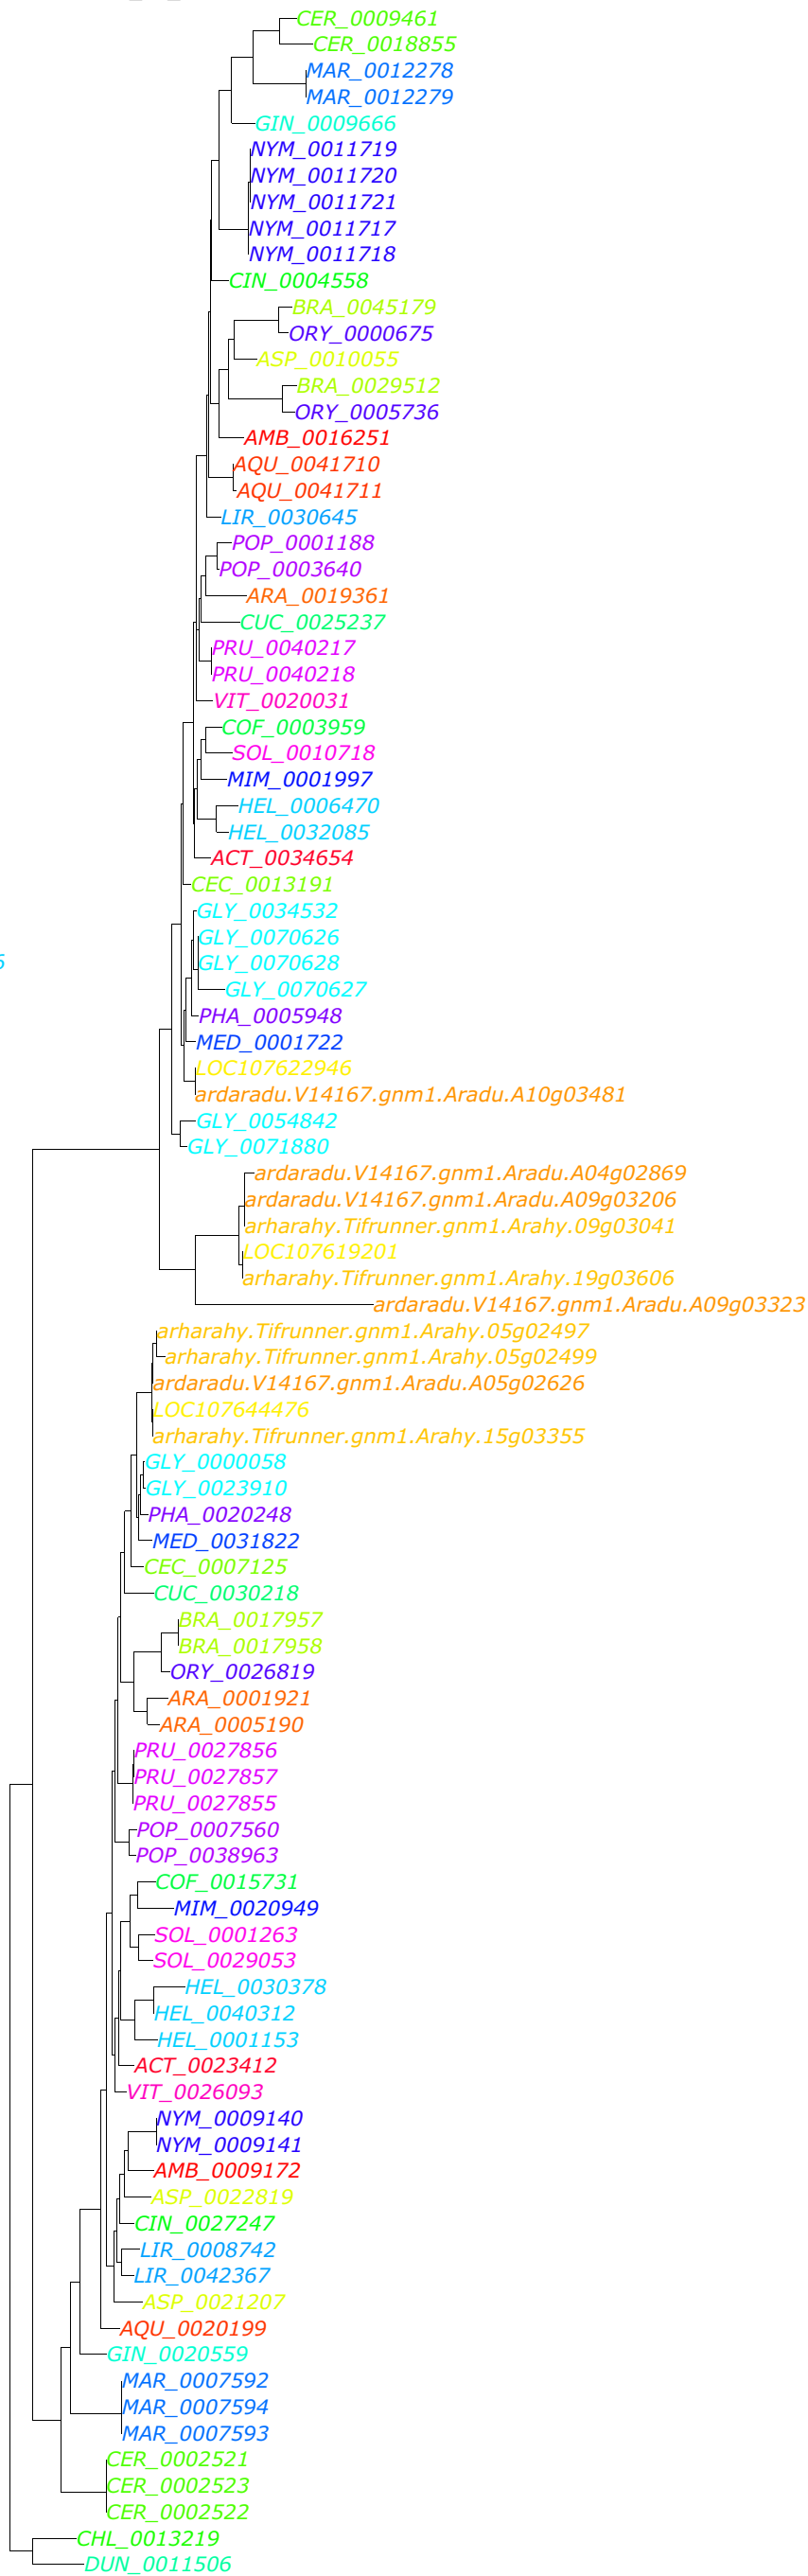 CER_0009461
CER_0018855
MAR_0012278
MAR_0012279
GIN_0009666
NYM_0011719
NYM_0011720
NYM_0011721
NYM_0011717
NYM_0011718
CIN_0004558
BRA_0045179
ORY_0000675
ASP_0010055
BRA_0029512
ORY_0005736
AMB_0016251
AQU_0041710
AQU_0041711
LIR_0030645
POP_0001188
POP_0003640
ARA_0019361
CUC_0025237
PRU_0040217
PRU_0040218
VIT_0020031
COF_0003959
SOL_0010718
MIM_0001997
HEL_0006470
HEL_0032085
ACT_0034654
CEC_0013191
GLY_0034532
GLY_0070626
GLY_0070628
GLY_0070627
PHA_0005948
MED_0001722
LOC107622946
ardaradu.V14167.gnm1.Aradu.A10g03481
GLY_0054842
GLY_0071880
ardaradu.V14167.gnm1.Aradu.A04g02869
ardaradu.V14167.gnm1.Aradu.A09g03206
arharahy.Tifrunner.gnm1.Arahy.09g03041
LOC107619201
arharahy.Tifrunner.gnm1.Arahy.19g03606
ardaradu.V14167.gnm1.Aradu.A09g03323
arharahy.Tifrunner.gnm1.Arahy.05g02497
arharahy.Tifrunner.gnm1.Arahy.05g02499
ardaradu.V14167.gnm1.Aradu.A05g02626
LOC107644476
arharahy.Tifrunner.gnm1.Arahy.15g03355
GLY_0000058
GLY_0023910
PHA_0020248
MED_0031822
CEC_0007125
CUC_0030218
BRA_0017957
BRA_0017958
ORY_0026819
ARA_0001921
ARA_0005190
PRU_0027856
PRU_0027857
PRU_0027855
POP_0007560
POP_0038963
COF_0015731
MIM_0020949
SOL_0001263
SOL_0029053
HEL_0030378
HEL_0040312
HEL_0001153
ACT_0023412
VIT_0026093
NYM_0009140
NYM_0009141
AMB_0009172
ASP_0022819
CIN_0027247
LIR_0008742
LIR_0042367
ASP_0021207
AQU_0020199
GIN_0020559
MAR_0007592
MAR_0007594
MAR_0007593
CER_0002521
CER_0002523
CER_0002522
CHL_0013219
DUN_0011506